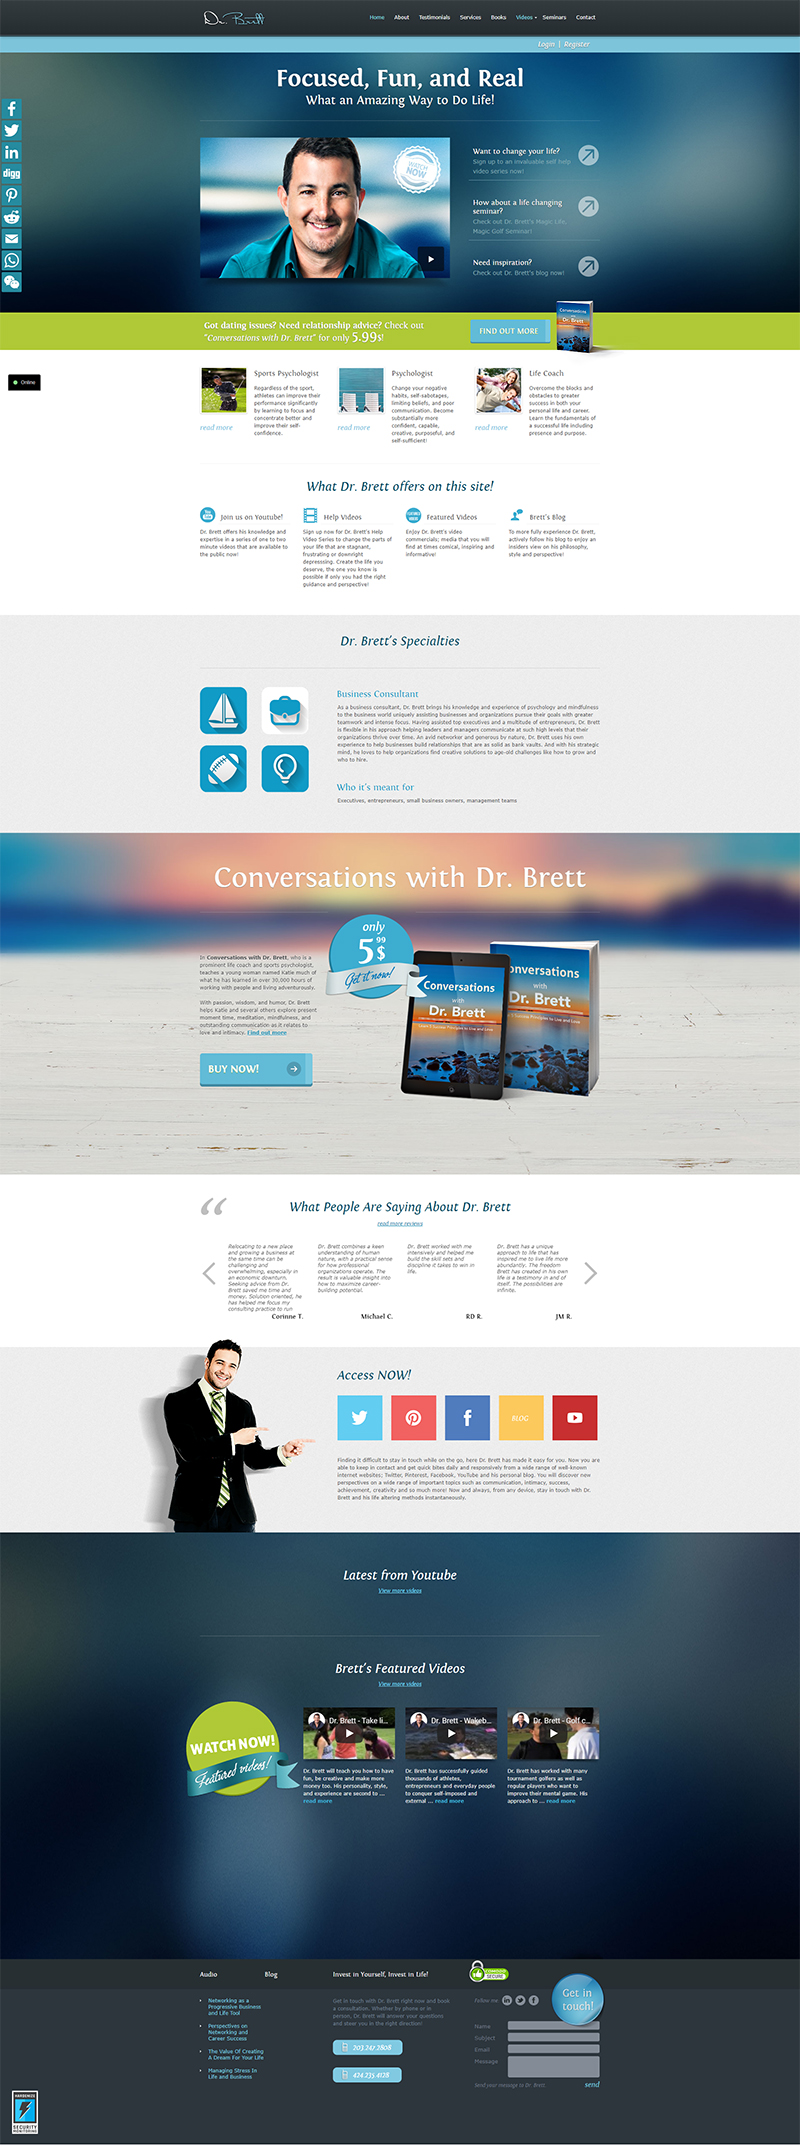 Dr. Brett
Home About Testimonials Services Books Videos Seminars Contact
Login | Register
Focused, Fun, and Real
What an Amazing Way to Do Life!
digg
WATCH
NOW
Want to change your life?
Sign up to an invaluable self help
video series now!
How about a life changing
seminar?
Check out Dr. Brett's Magic Life,
Magic Golf Seminar!
Need inspiration?
Check out Dr. Brett's blog now!
Got dating issues? Need relationship advice? Check out
"Conversations with Dr. Brett" for only 5.99$!
FIND OUT MORE
Conversations
with
Dr. Brett
Online
Sports Psychologist
Regardless of the sport,
athletes can improve their
performance significantly
by learning to focus and
concentrate better and
improve their self-
confidence.
read more
Psychologist
Change your negative
habits, self-sabotages,
limiting beliefs, and poor
communication. Become
substantially more
confident, capable,
creative, purposeful, and
self-sufficient!
read more
Life Coach
Overcome the blocks and
obstacles to greater
success in both your
personal life and career.
Learn the fundamentals of
a successful life including
presence and purpose.
read more
What Dr. Brett offers on this site!
Join us on Youtube!
Dr. Brett offers his knowledge and
expertise in a series of one to two
minute videos that are available to
the public now!
Help Videos
Sign up now for Dr. Brett's Help
Video Series to change the parts of
your life that are stagnant,
frustrating or downright
depresssing. Create the life you
deserve, the one you know is
possible if only you had the right
guidance and perspective!
Featured Videos
Enjoy Dr. Brett's video
commercials; media that you will
find at times comical, inspiring and
informative!
Brett's Blog
To more fully experience Dr. Brett,
actively follow his blog to enjoy an
insiders view on his philosophy,
style and perspective!
Dr. Brett's Specialties
Business Consultant
As a business consultant, Dr. Brett brings his knowledge and experience of psychology and mindfulness
to the business world uniquely assisting businesses and organizations pursue their goals with greater
teamwork and intense focus. Having assisted top executives and a multitude of entrepreneurs, Dr. Brett
is flexible in his approach helping leaders and managers communicate at such high levels that their
organizations thrive over time. An avid networker and generous by nature, Dr. Brett uses his own
experience to help businesses build relationships that are as solid as bank vaults. And with his strategic
mind, he loves to help organizations find creative solutions to age-old challenges like how to grow and
who to hire.
Who it's meant for
Executives, entrepreneurs, small business owners, management teams
Conversations with Dr. Brett
In Conversations with Dr. Brett, who is a
prominent life coach and sports psychologist,
teaches a young woman named Katie much of
what he has learned in over 30,000 hours of
working with people and living adventurously.
With passion, wisdom, and humor, Dr. Brett
helps Katie and several others explore present
moment time, meditation, mindfulness, and
outstanding communication as it relates to
love and intimacy. Find out more
BUY NOW!
only
5 99 $
Get it now!
Conversations
with
Dr. Brett
Learn 8 Success Principles to Live and Love
onversations
with
Dr. Brett
Learn 8 Success Principles to Live and Love
What People Are Saying About Dr. Brett
read more reviews
Relocating to a new place
and growing a business at
the same time can be
challenging and
overwhelming, especially in
an economic downturn.
Seeking advice from Dr.
Brett saved me time and
money. Solution oriented, he
has helped me focus my
consulting practice to run
Corinne T.
Dr. Brett combines a keen
understanding of human
nature, with a practical sense
for how professional
organizations operate. The
result is valuable insight into
how to maximize career-
building potential.
Michael C.
Dr. Brett worked with me
intensively and helped me
build the skill sets and
discipline it takes to win in
life.
RD R.
Dr. Brett has a unique
approach to life that has
inspired me to live life more
abundantly. The freedom
Brett has created in his own
life is a testimony in and of
itself. The possibilities are
infinite.
JM R.
Access NOW!
BLOG
Finding it difficult to stay in touch while on the go, here Dr. Brett has made it easy for you. Now you are
able to keep in contact and get quick bites daily and responsively from a wide range of well-known
internet websites; Twitter, Pinterest, Facebook, YouTube and his personal blog. You will discover new
perspectives on a wide range of important topics such as communication, intimacy, success,
achievement, creativity and so much more! Now and always, from any device, stay in touch with Dr.
Brett and his life altering methods instantaneously.
Latest from Youtube
View more videos
Brett's Featured Videos
View more videos
WATCH NOW!
Featured videos!
Dr. Brett - Take li...
Dr. Brett will teach you how to have
fun, be creative and make more
money too. His personality, style,
and experience are second to ...
read more
Dr. Brett - Wakeb...
Dr. Brett has successfully guided
thousands of athletes,
entrepreneurs and everyday people
to conquer self-imposed and
external ... read more
Dr. Brett - Golf c...
Dr. Brett has worked with many
tournament golfers as well as
regular players who want to
improve their mental game. His
approach to ... read more
Audio
Blog
Networking as a
Progressive Business
and Life Tool
Perspectives on
Networking and
Career Success
The Value Of Creating
A Dream For Your Life
Managing Stress In
Life and Business
Invest in Yourself, Invest in Life!
Get in touch with Dr. Brett right now and book
a consultation. Whether by phone or in
person, Dr. Brett will answer your questions
and steer you in the right direction!
203.247.2808
424.235.4128
SECURE
Follow me:
Get in
touch!
Name
Subject
Email
Message
Send your message to Dr. Brett
send
HARDENIZE
SECURITY
MONITORING